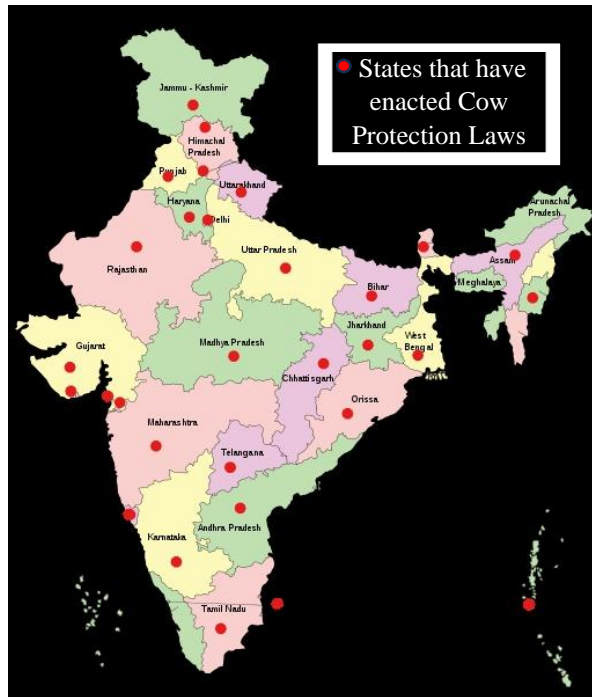 States that have
enacted Cow
Protection Laws
Jammu - Kashmir
Himachal
Pradesh
Punjab
Uttarakhand
Haryana
Delhi
Arunachal
Pradesh
Uttar Pradesh
Rajasthan
Assam
Bihar
Meghalaya
Jharkhand
West
Bengal
Gujarat
Madhya Pradesh
Chhattisgarh
Orissa
Maharashtra
Telangana
Andhra Pradesh
Karnataka
Tamil Nadu